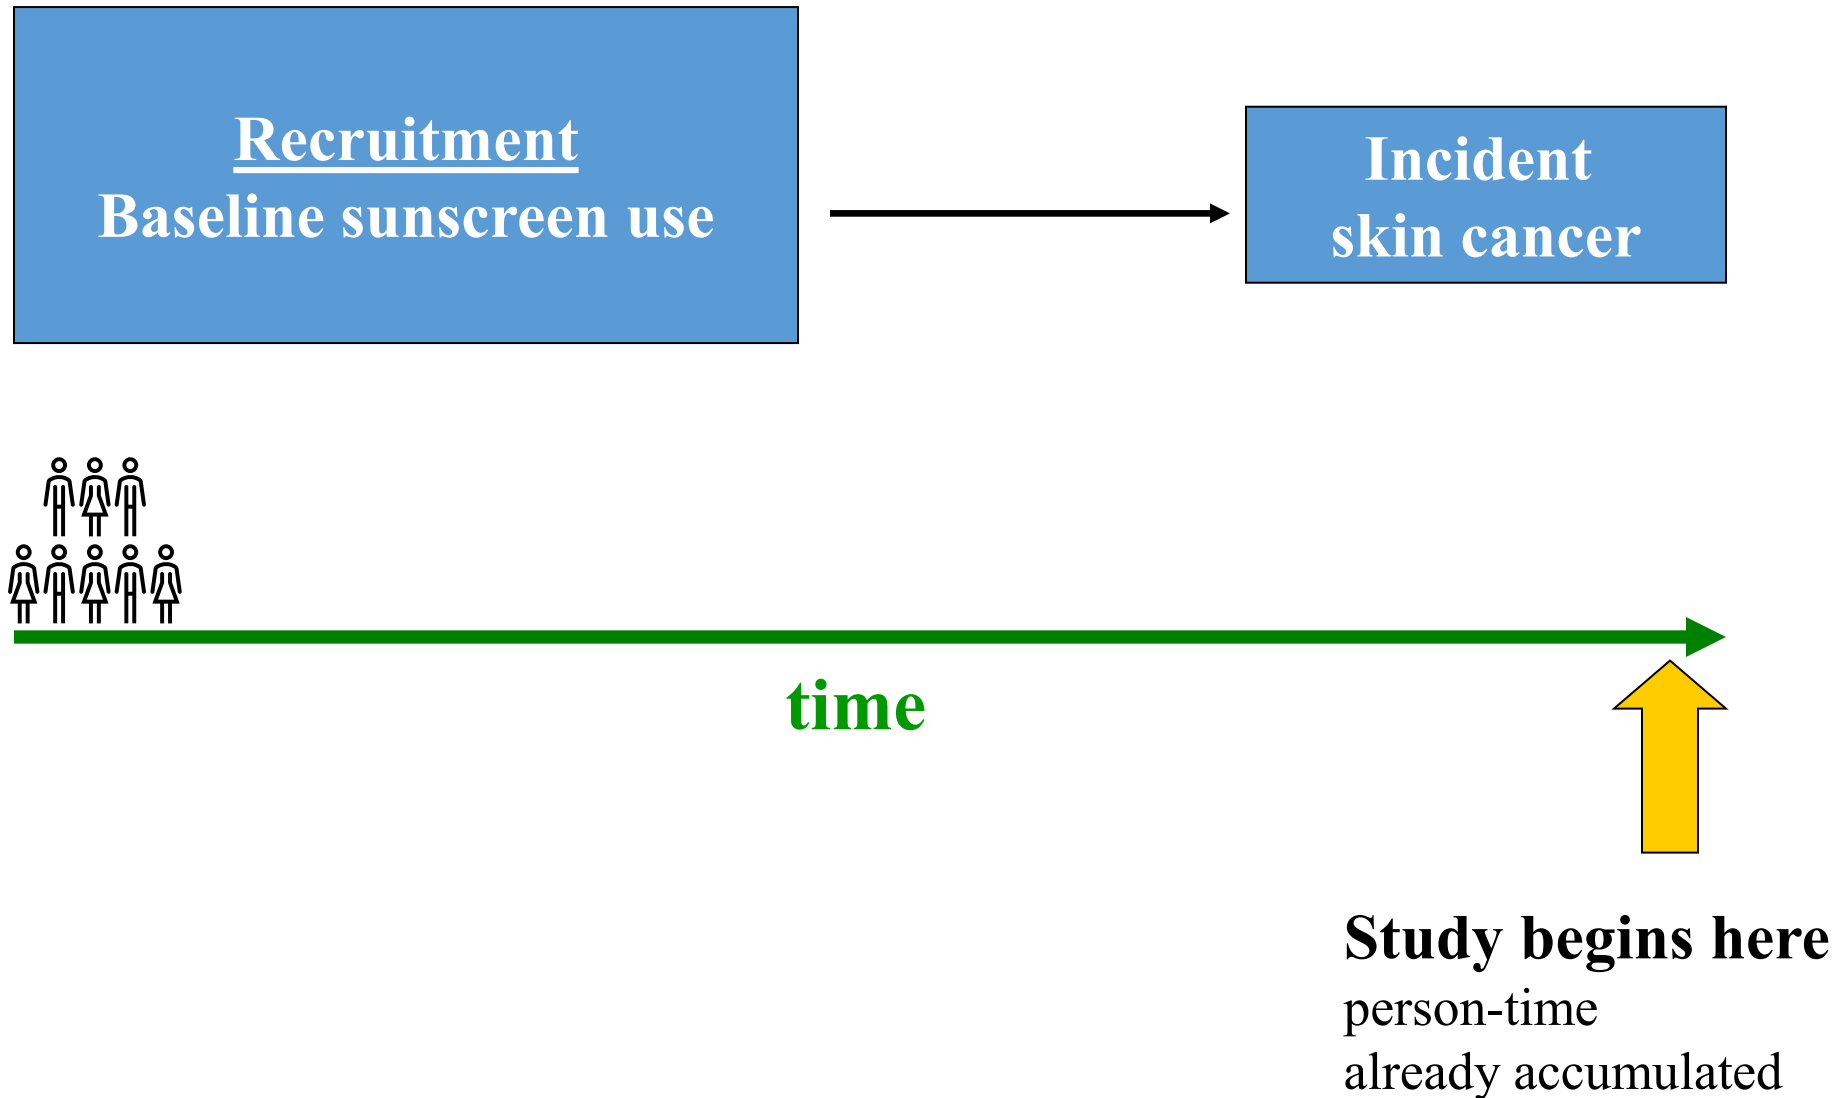 Recruitment
Baseline sunscreen use
Incident
skin cancer
time
Study begins here
person-time
already accumulated